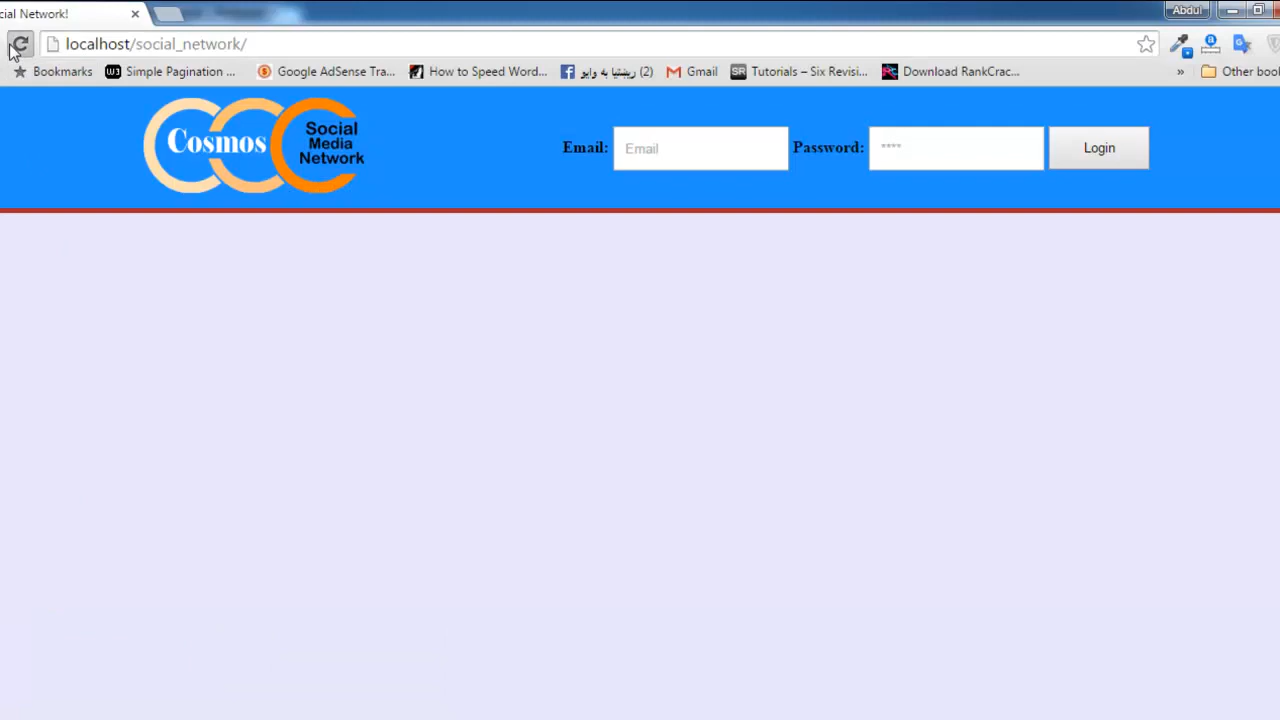 cial Network!
Abdul
localhost/social_network/
Bookmarks
Simple Pagination ...
Google AdSense Tra...
How to Speed Word...
(2) ریښتیا به وایو
Gmail
Tutorials – Six Revisi...
Download RankCrac...
»
Other book
Cosmos
Social
Media
Network
Email: Email Password: **** Login